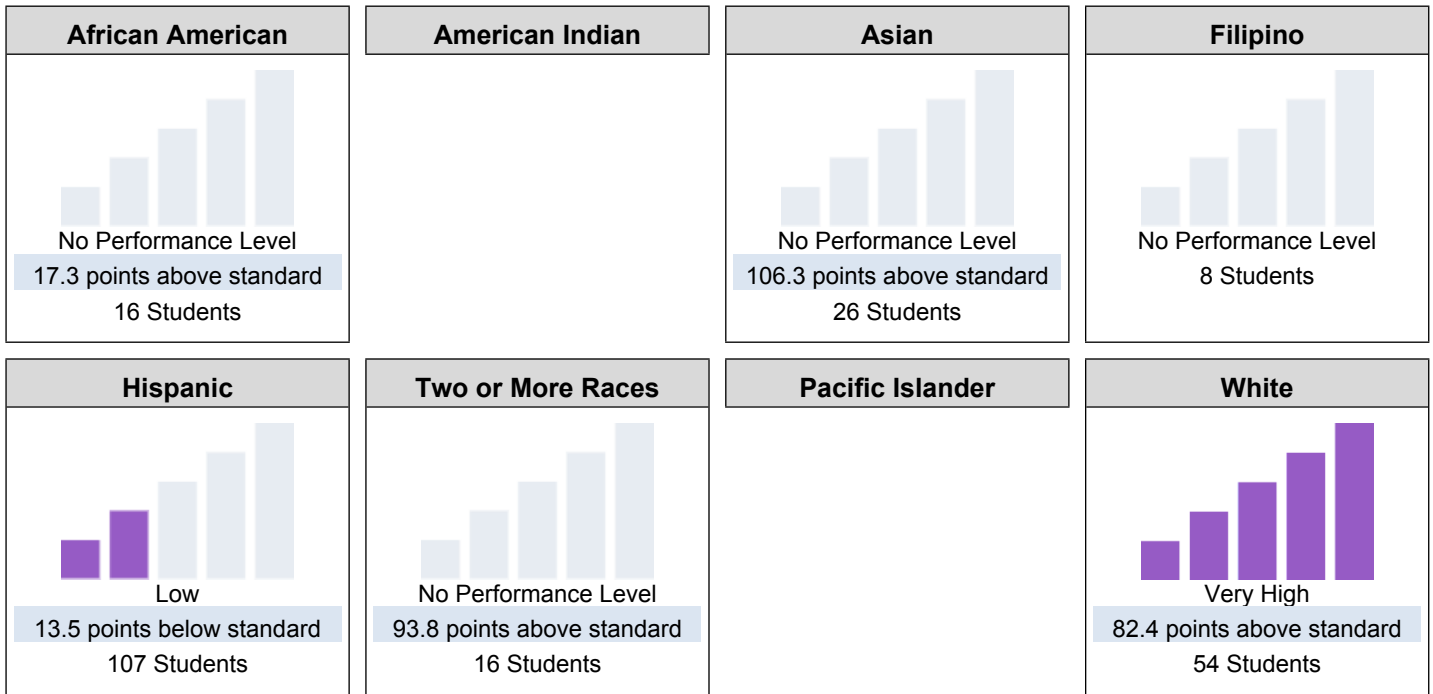 African American
American Indian
Asian
Filipino
No Performance Level
17.3 points above standard
16 Students
No Performance Level
106.3 points above standard
26 Students
No Performance Level
8 Students
Hispanic
Two or More Races
Pacific Islander
White
Low
13.5 points below standard
107 Students
No Performance Level
93.8 points above standard
16 Students
Very High
82.4 points above standard
54 Students